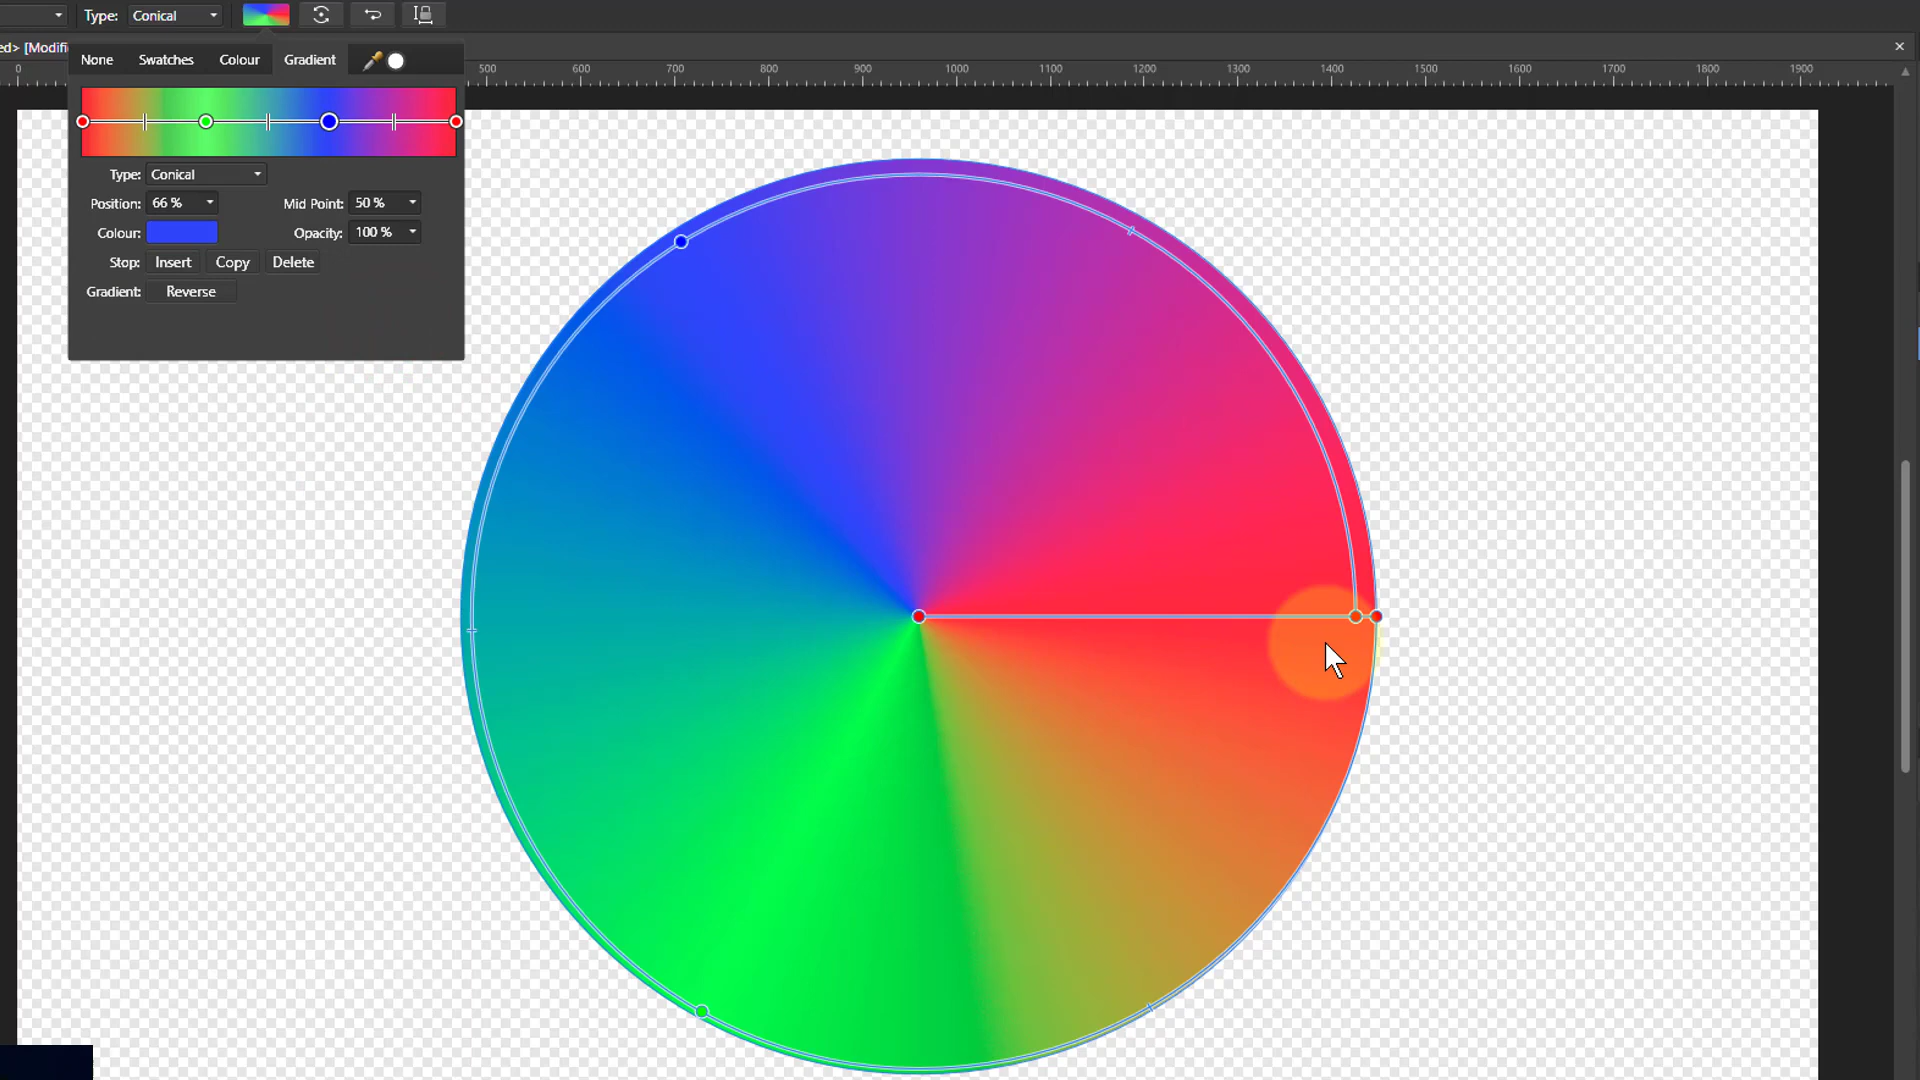 Type: Conical
ed> [Modifi
None Swatches Colour Gradient
0 500 600 700 800 900 1000 1100 1200 1300 1400 1500 1600 1700 1800 1900
Type: Conical
Position: 66 % Mid Point: 50 %
Colour: Opacity: 100 %
Stop: Insert Copy Delete
Gradient: Reverse